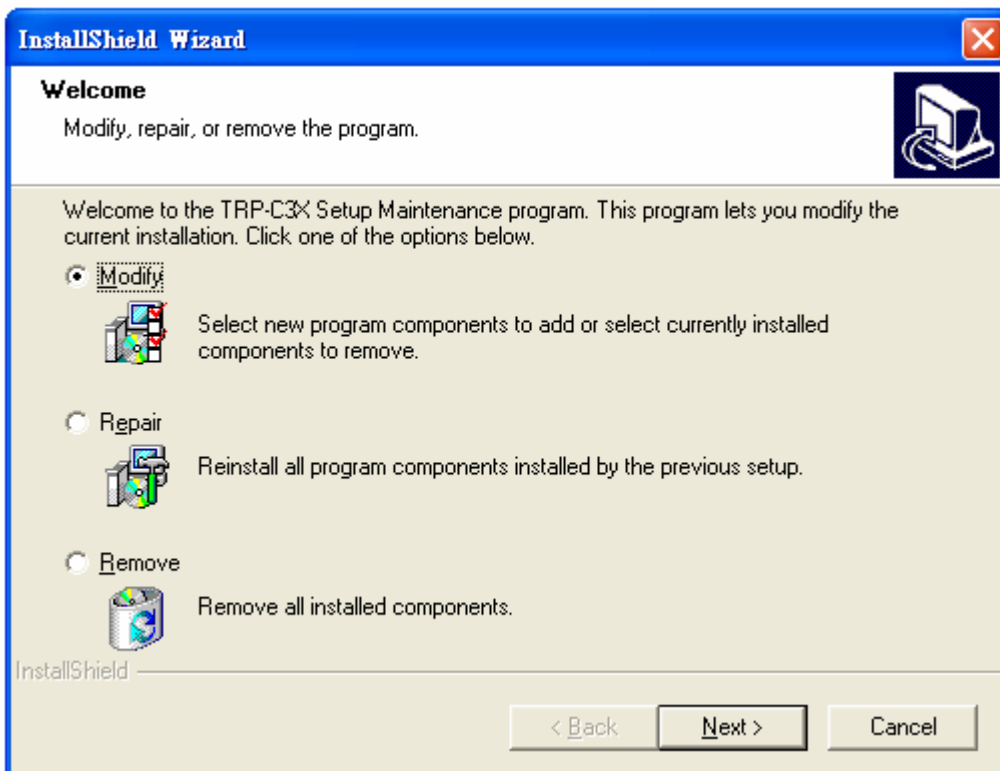 InstallShield Wizard
Welcome
Modify, repair, or remove the program.
Welcome to the TRP-C3X Setup Maintenance program. This program lets you modify the
current installation. Click one of the options below.
Modify
Select new program components to add or select currently installed
components to remove.
Repair
Reinstall all program components installed by the previous setup.
Remove
Remove all installed components.
InstallShield
< Back
Next >
Cancel